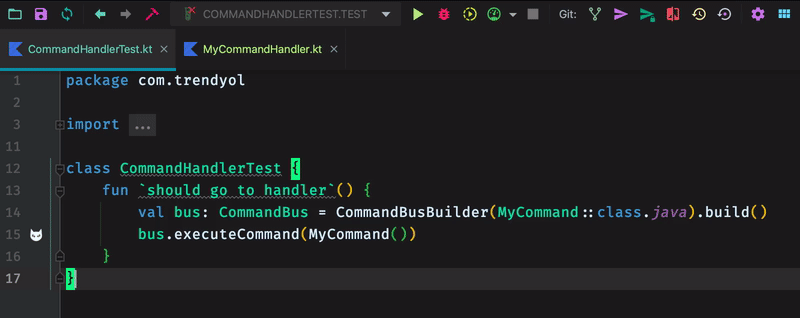 COMMANDHANDLERTEST.TEST Git:
CommandHandlerTest.kt MyCommandHandler.kt
1 package com.trendyol
2
3 import ...
11
12 class CommandHandlerTest {
13 fun `should go to handler`() {
14 val bus: CommandBus = CommandBusBuilder(MyCommand::class.java).build()
15 bus.executeCommand(MyCommand())
16 }
17 }